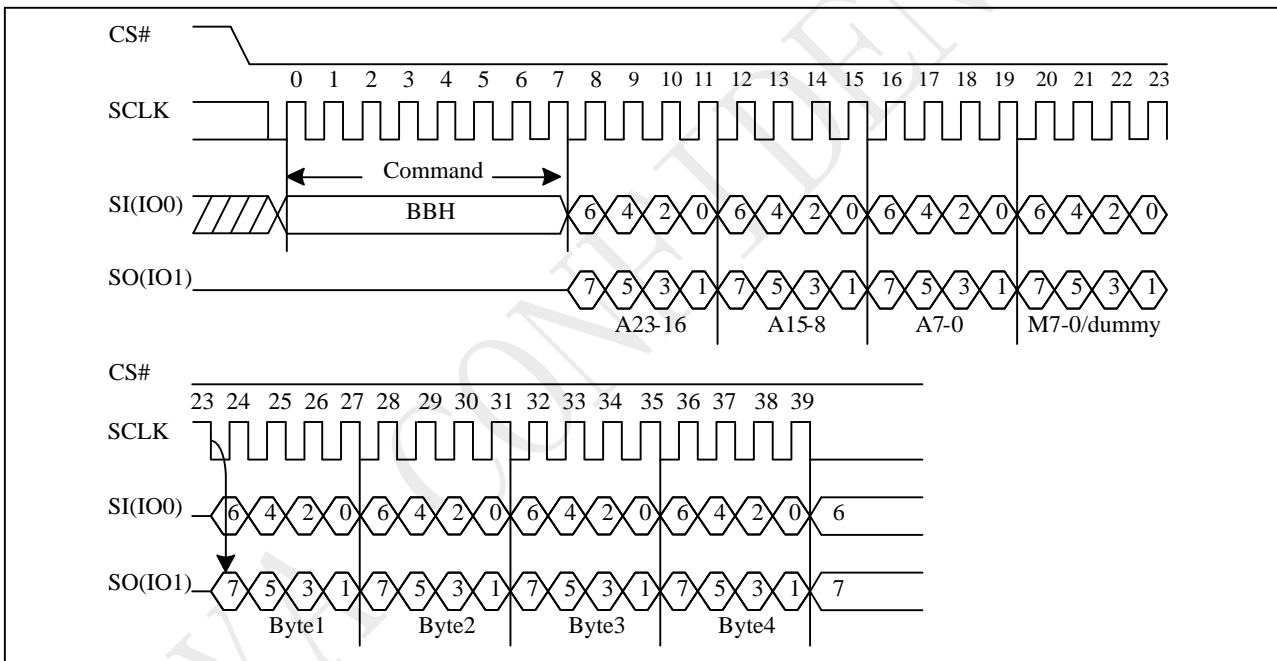 CS#
0 1 2 3 4 5 6 7 8 9 10 11 12 13 14 15 16 17 18 19 20 21 22 23
SCLK
Command
SI(IO0) BBH 6 4 2 0 6 4 2 0 6 4 2 0 6 4 2 0
SO(IO1) 7 5 3 1 7 5 3 1 7 5 3 1 7 5 3 1
A23-16 A15-8 A7-0 M7-0/dummy
CS#
23 24 25 26 27 28 29 30 31 32 33 34 35 36 37 38 39
SCLK
SI(IO0) 6 4 2 0 6 4 2 0 6 4 2 0 6 4 2 0 6
SO(IO1) 7 5 3 1 7 5 3 1 7 5 3 1 7 5 3 1 7
Byte1 Byte2 Byte3 Byte4